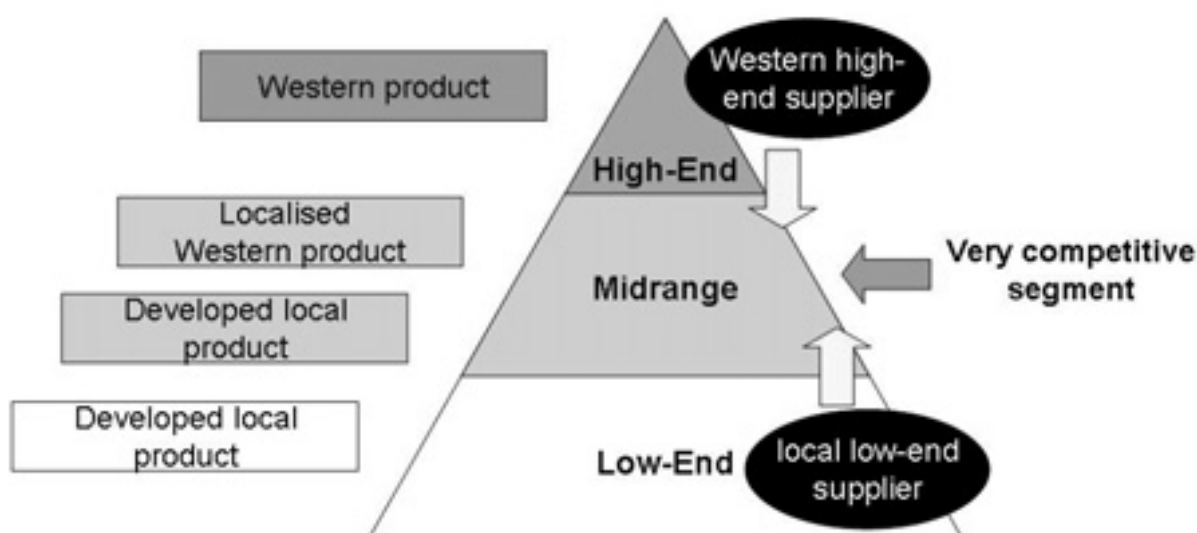 Western product
Localised
Western product
Developed local
product
Developed local
product
High-End
Midrange
Low-End
Western high-
end supplier
Very competitive
segment
local low-end
supplier